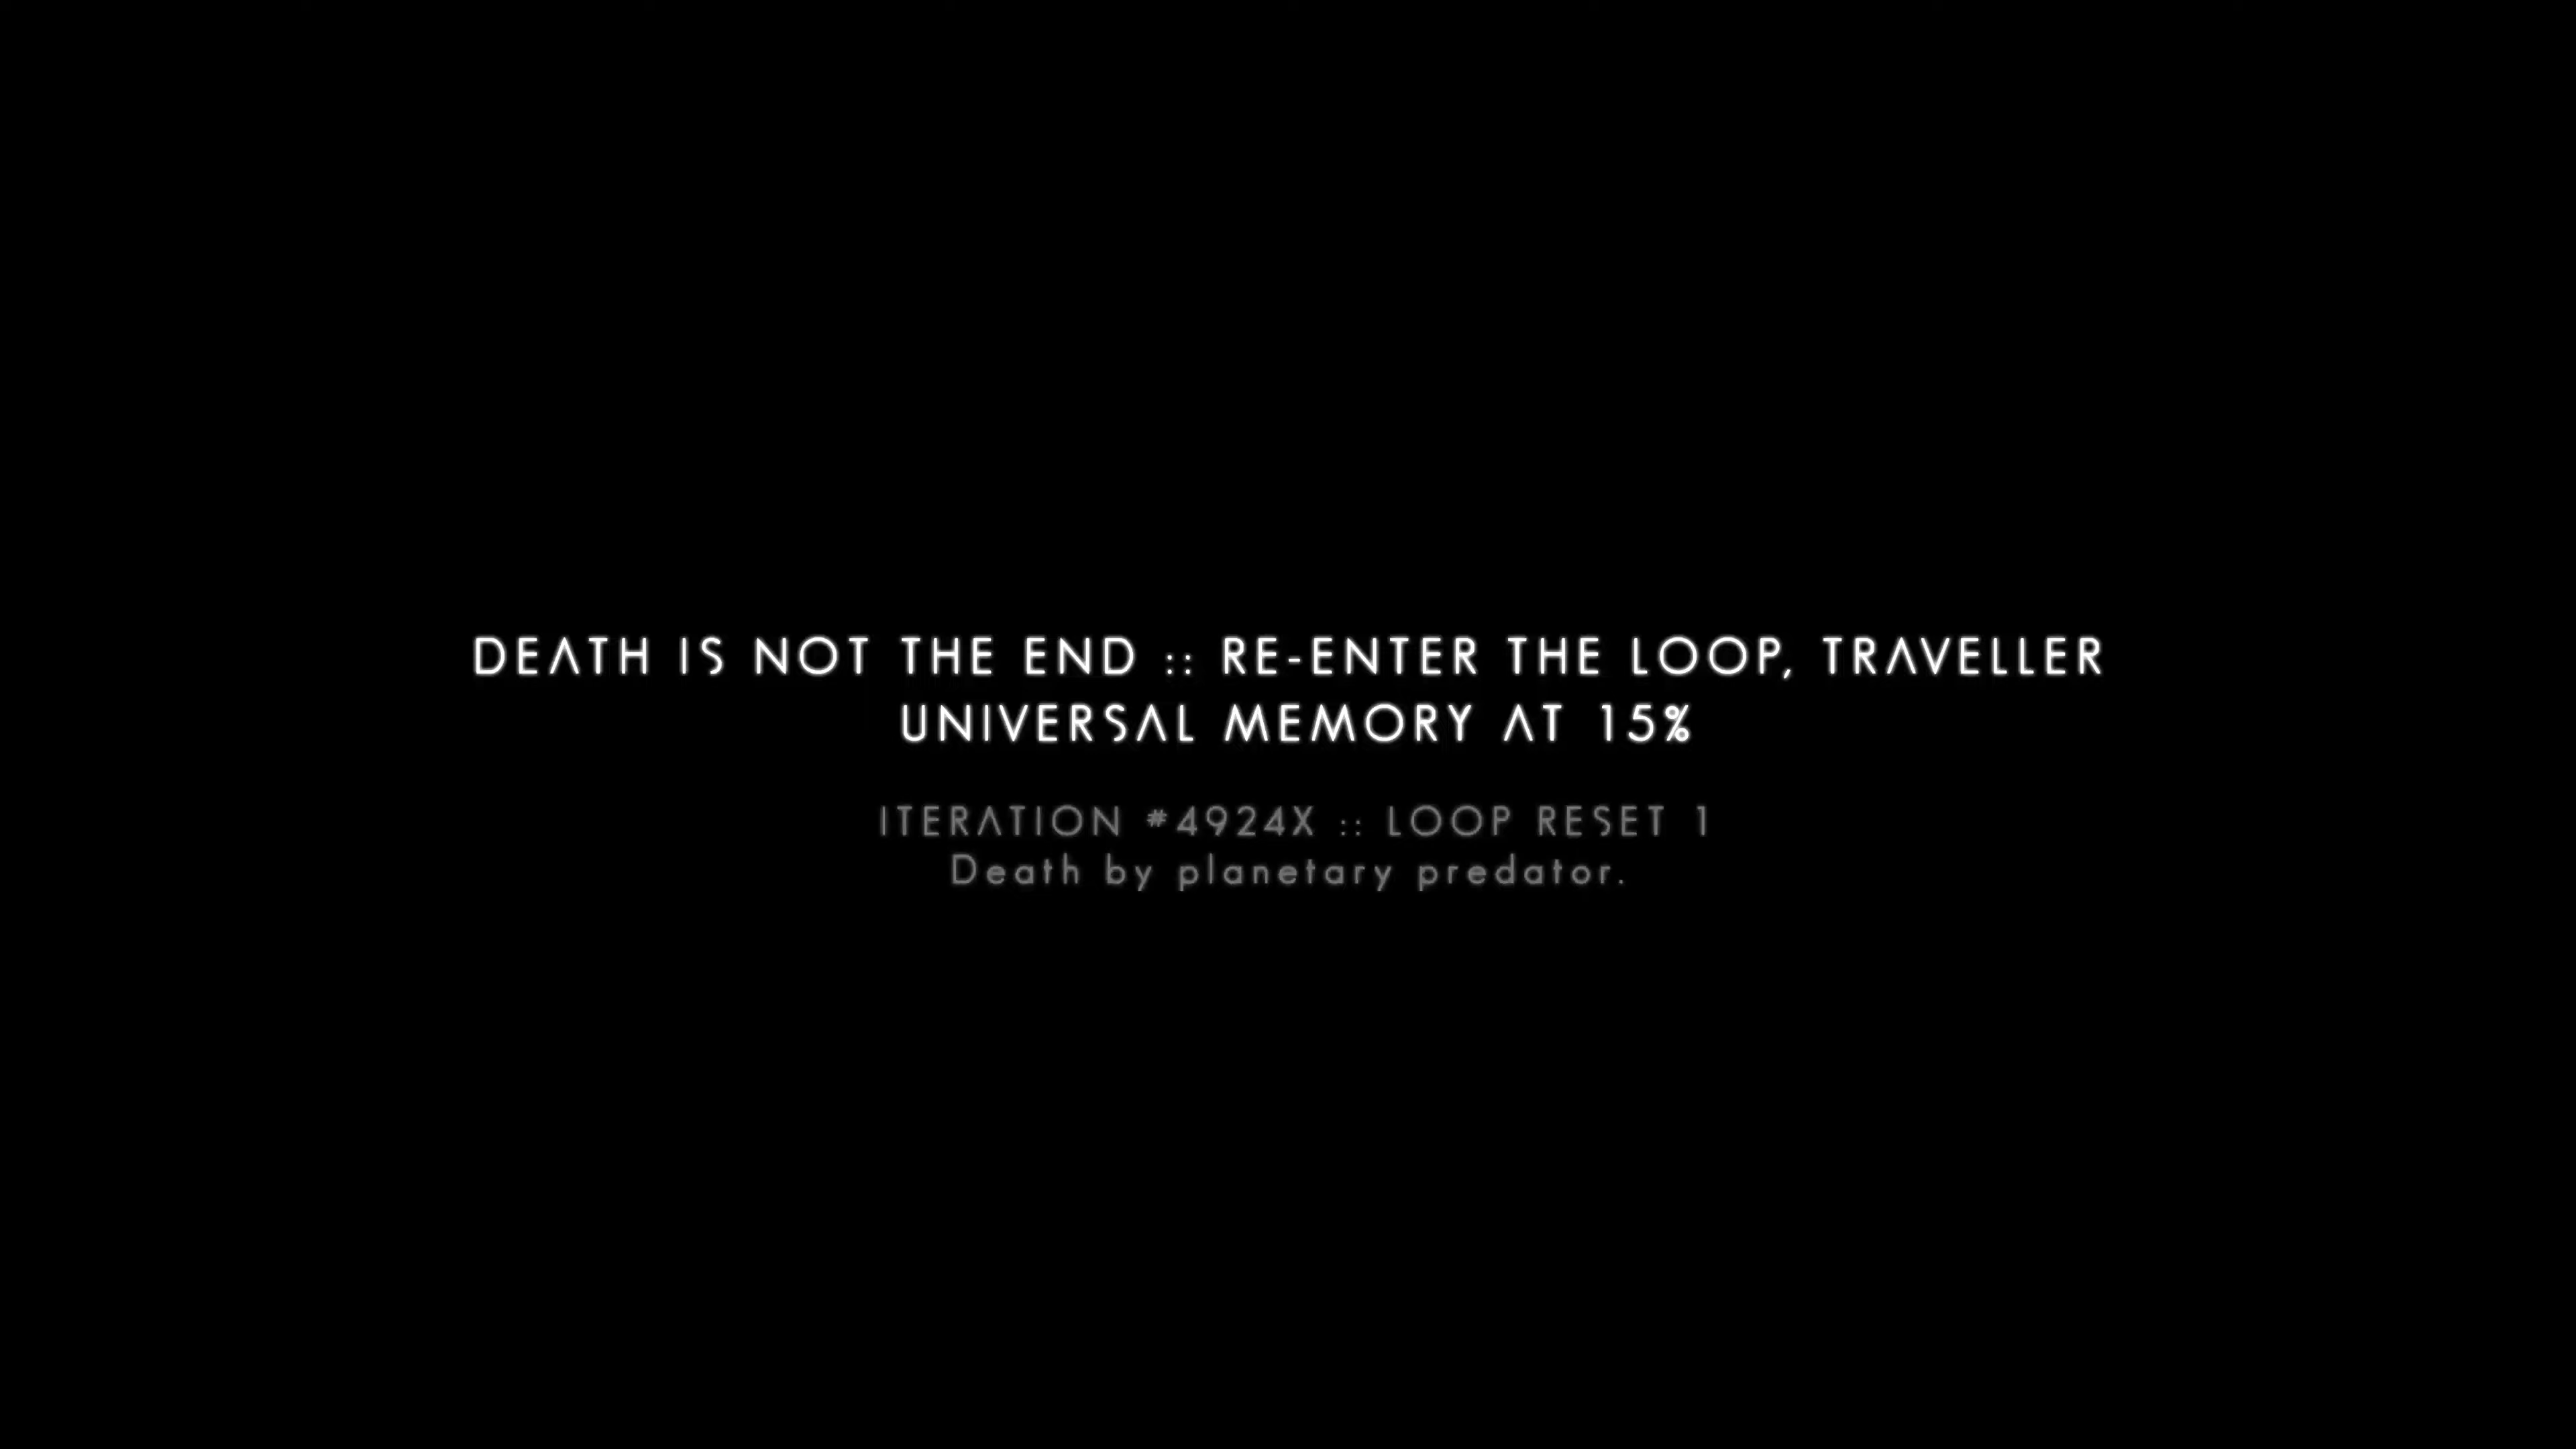 DEATH IS NOT THE END :: RE-ENTER THE LOOP, TRAVELLER
UNIVERSAL MEMORY AT 15%
ITERATION #4924X :: LOOP RESET 1
Death by planetary predator.